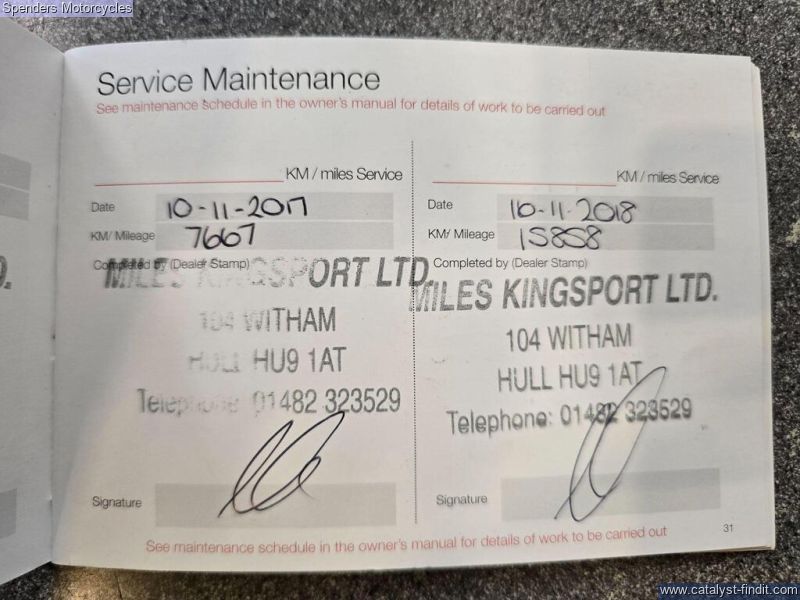 Spenders Motorcycles
Service Maintenance
See maintenance schedule in the owner's manual for details of work to be carried out
KM / miles Service
Date 10-11-2017
KM/ Mileage 7667
Completed by (Dealer Stamp)
MILES KINGSPORT LTD.
104 WITHAM
HULL HU9 1AT
Telephone 01482 323529
Signature
KM / miles Service
Date 10-11-2018
KM/ Mileage 15858
Completed by (Dealer Stamp)
MILES KINGSPORT LTD.
104 WITHAM
HULL HU9 1AT
Telephone: 01482 323529
Signature
31
See maintenance schedule in the owner's manual for details of work to be carried out
D.
www.catalyst-findit.com